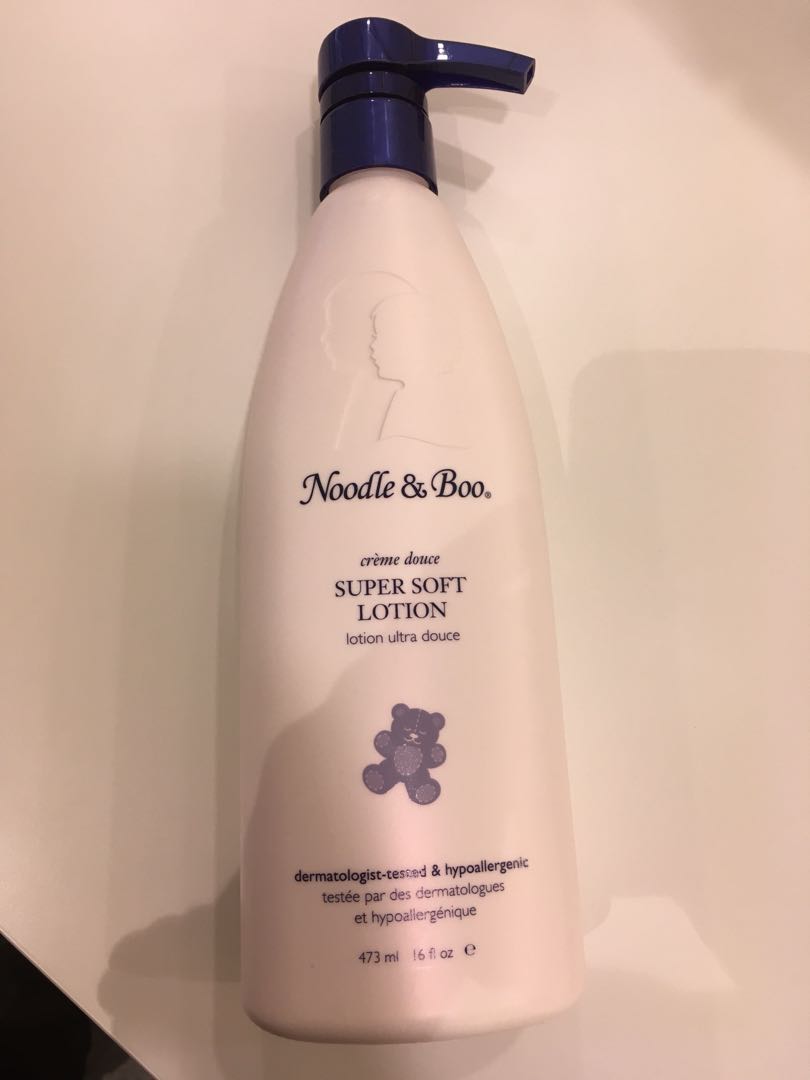 Noodle & Boo®
crème douce
SUPER SOFT
LOTION
lotion ultra douce
dermatologist-tested & hypoallergenic
testée par des dermatologues
et hypoallergénique
473 ml 16 fl oz ℮